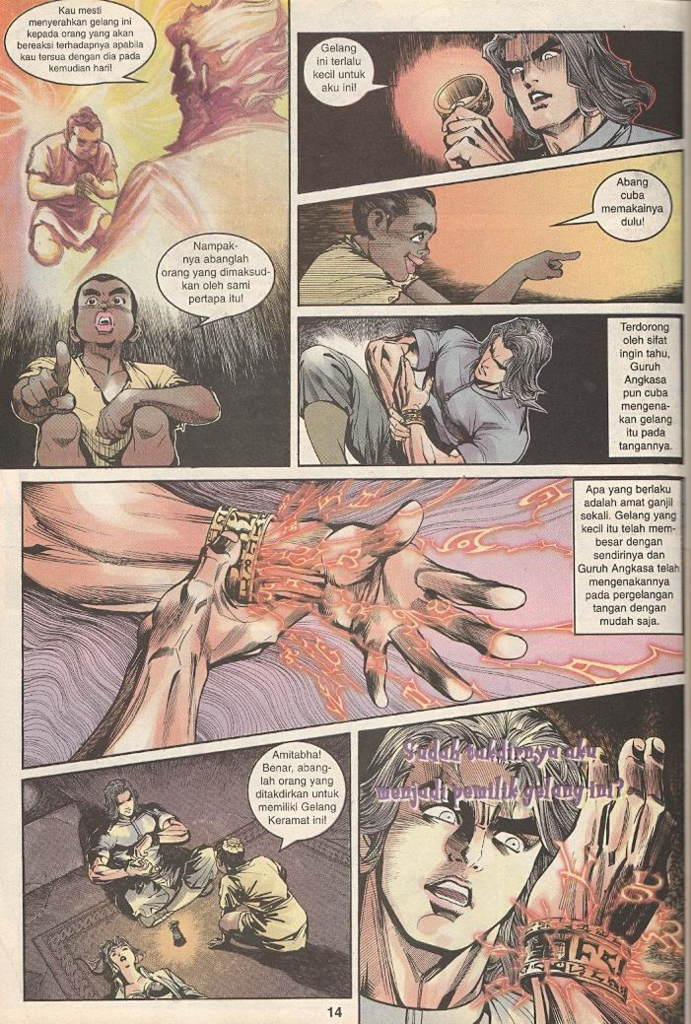 Kau mesti
menyerahkan gelang ini
kepada orang yang akan
bereaksi terhadapnya apabila
kau tersua dengan dia pada
kemudian hari!
Nampak-
nya abanglah
orang yang dimaksud-
kan oleh sami
pertapa itu!
Gelang
ini terlalu
kecil untuk
aku ini!
Abang
cuba
memakainya
dulu!
Terdorong
oleh sifat
ingin tahu,
Guruh
Angkasa
pun cuba
mengena-
kan gelang
itu pada
tangannya.
Apa yang berlaku
adalah amat ganjil
sekali. Gelang yang
kecil itu telah mem-
besar dengan
sendirinya dan
Guruh Angkasa telah
mengenakannya
pada pergelangan
tangan dengan
mudah saja.
Amitabha!
Benar, abang-
lah orang yang
ditakdirkan untuk
memiliki Gelang
Keramat ini!
Sudah takdirnya aku
menjadi pemilik gelang ini?
14